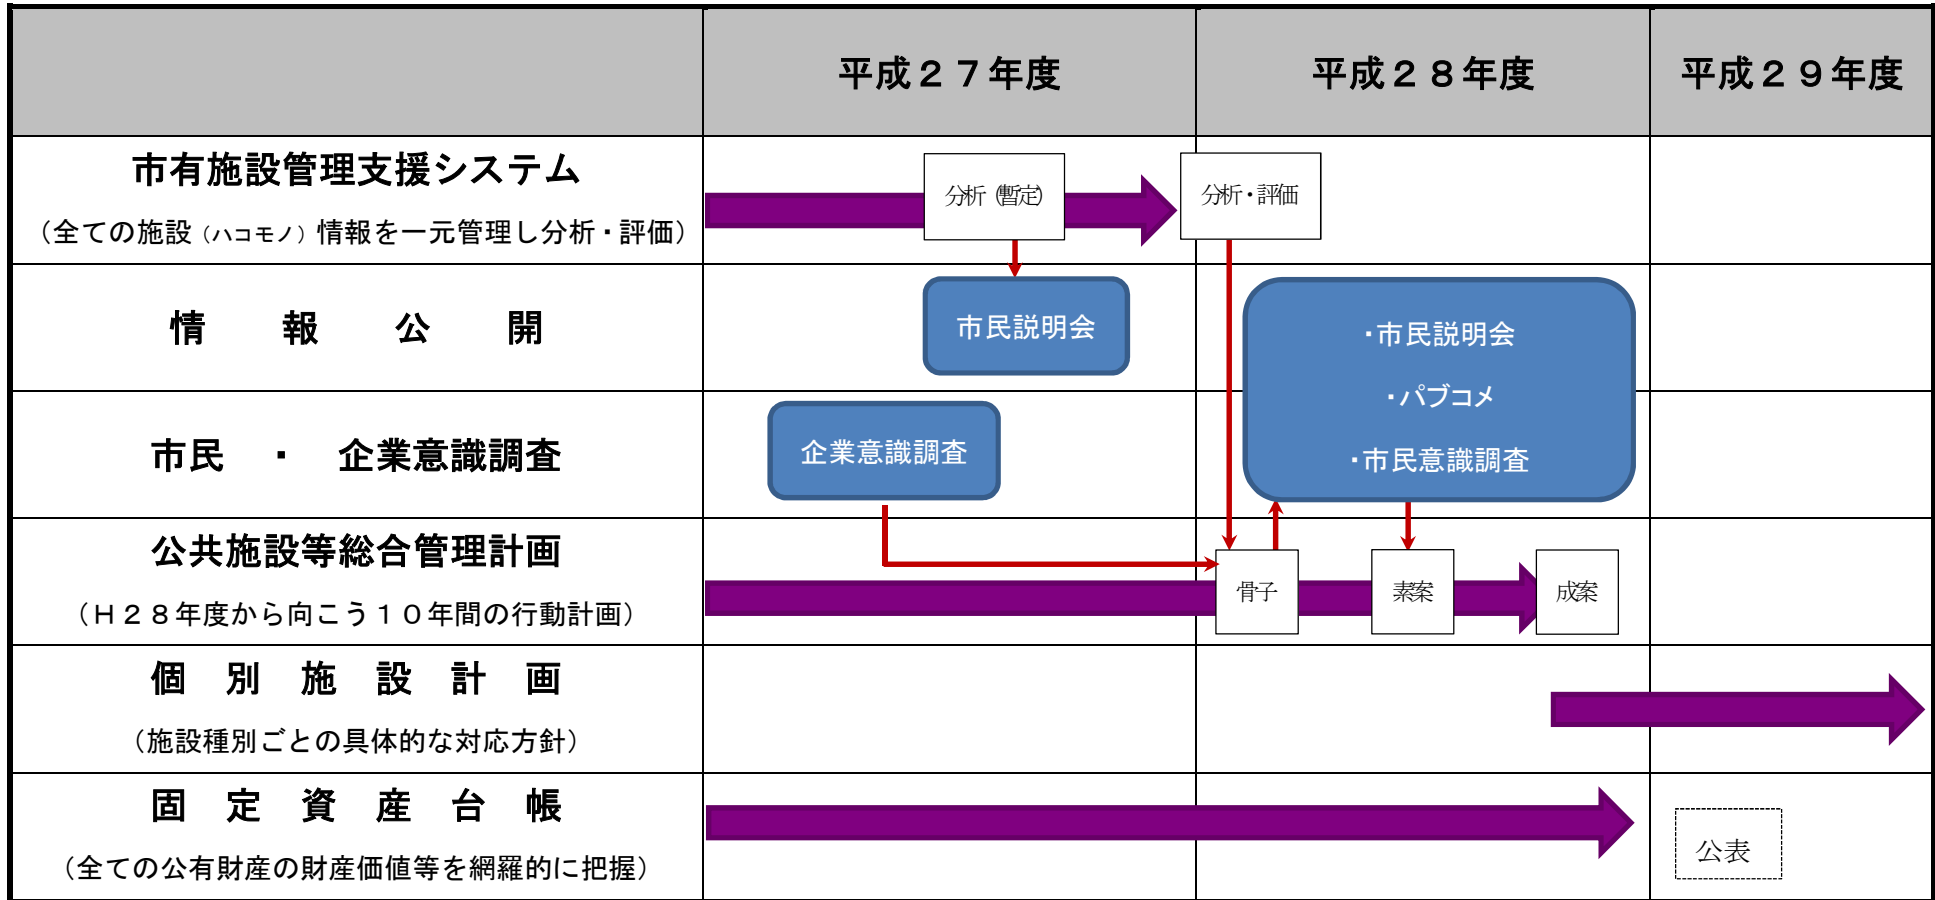 平成２７年度
平成２８年度
平成２９年度
市有施設管理支援システム
（全ての施設（ハコモノ）情報を一元管理し分析・評価）
分析（暫定）
分析・評価
情　報　公　開
市民説明会
・市民説明会
・パブコメ
・市民意識調査
市民　・　企業意識調査
企業意識調査
公共施設等総合管理計画
（Ｈ２８年度から向こう１０年間の行動計画）
骨子
素案
成案
個　別　施　設　計　画
（施設種別ごとの具体的な対応方針）
固　定　資　産　台　帳
（全ての公有財産の財産価値等を網羅的に把握）
公表